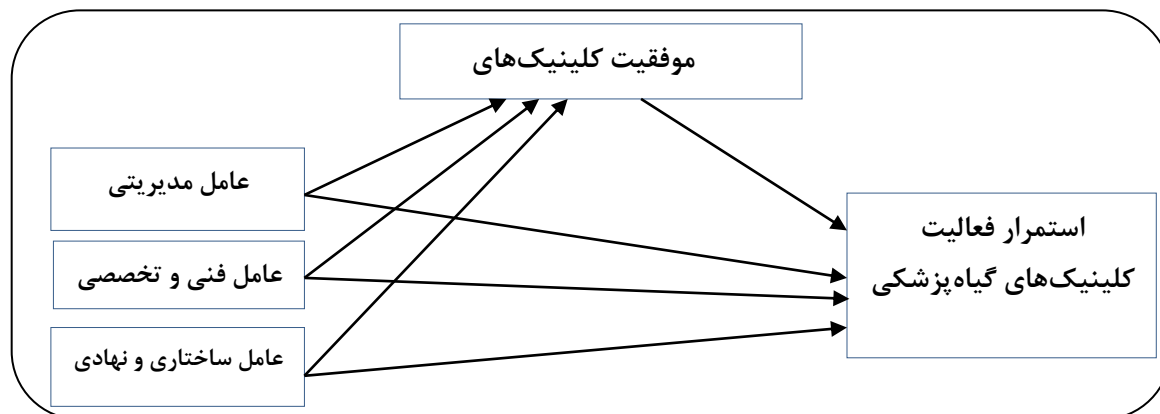 موفقیت کلینیک‌های
عامل مدیریتی
عامل فنی و تخصصی
عامل ساختاری و نهادی
استمرار فعالیت
کلینیک‌های گیاه‌پزشکی